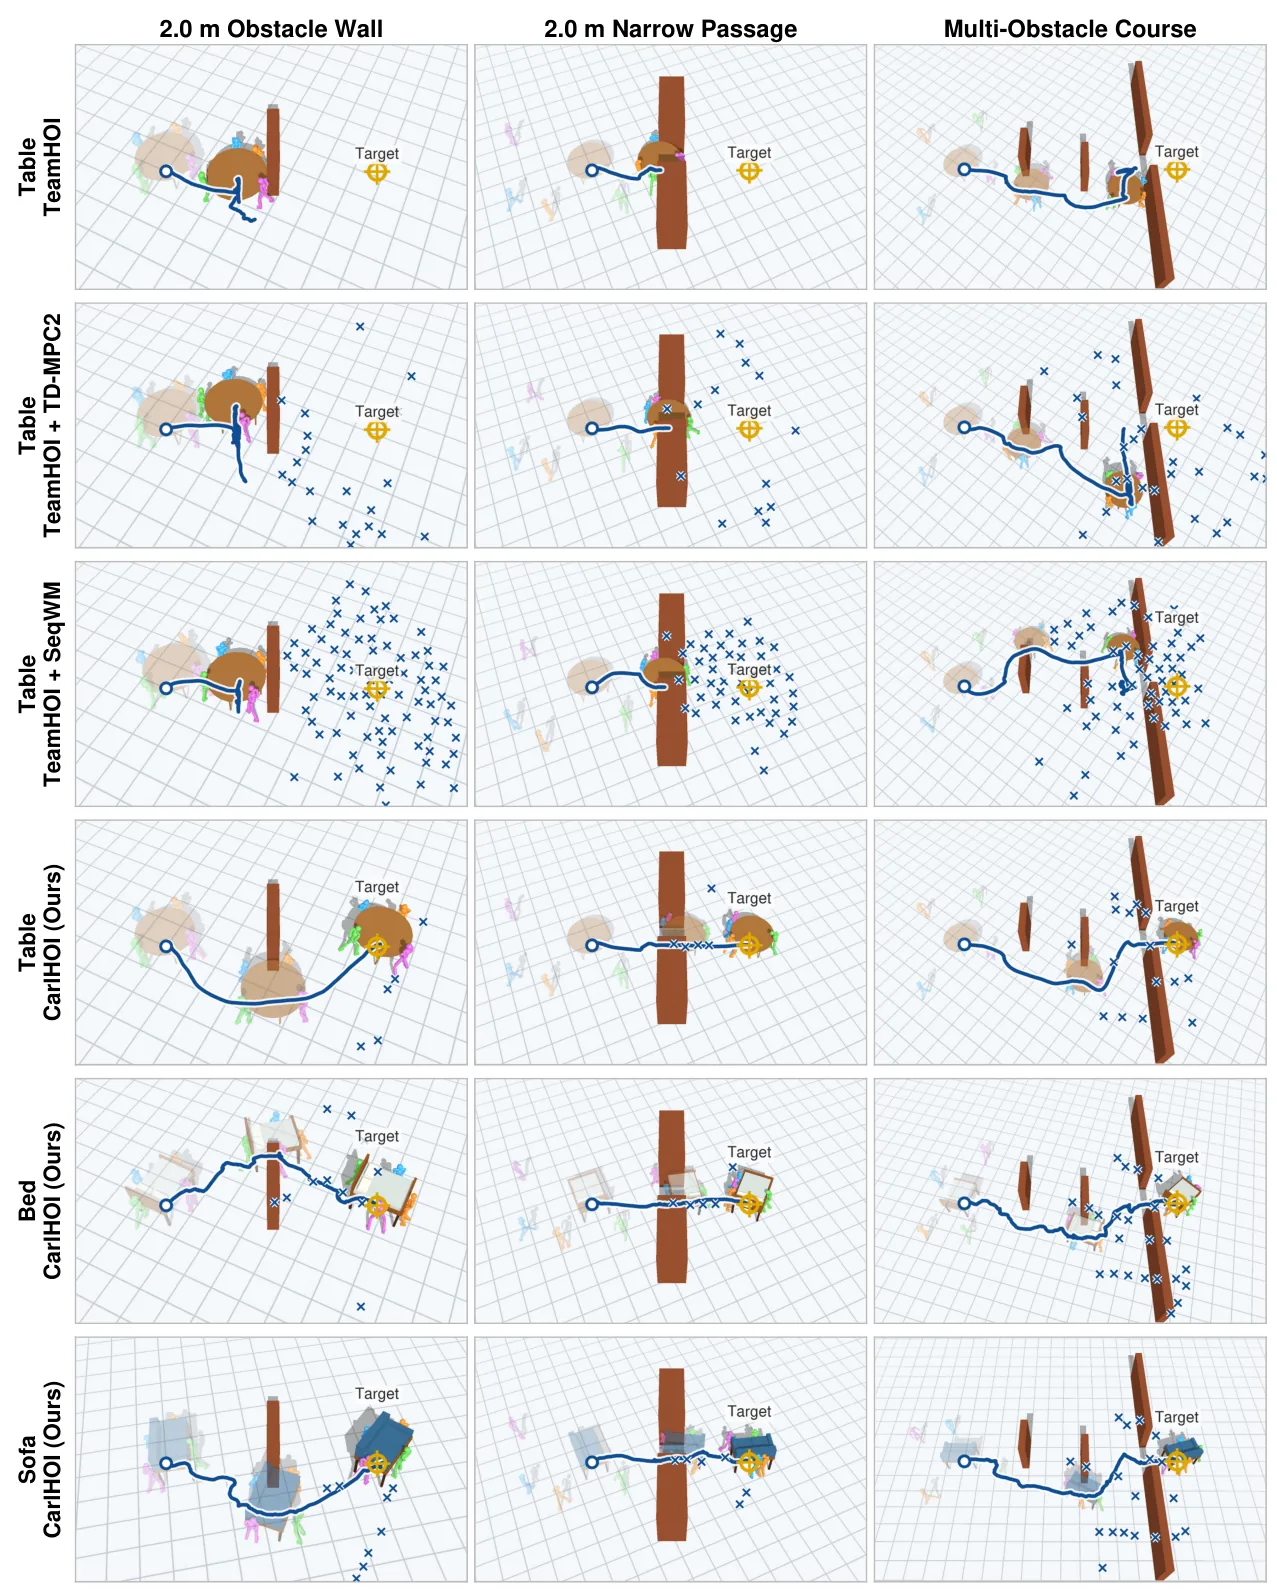 2.0 m Obstacle Wall
2.0 m Narrow Passage
Multi-Obstacle Course
Table
TeamHOI
Target
Target
Target
Table
TeamHOI + TD-MPC2
Target
Target
Target
Table
TeamHOI + SeqWM
Target
Target
Target
Table
CarlHOI (Ours)
Target
Target
Target
Bed
CarlHOI (Ours)
Target
Target
Target
Sofa
CarlHOI (Ours)
Target
Target
Target